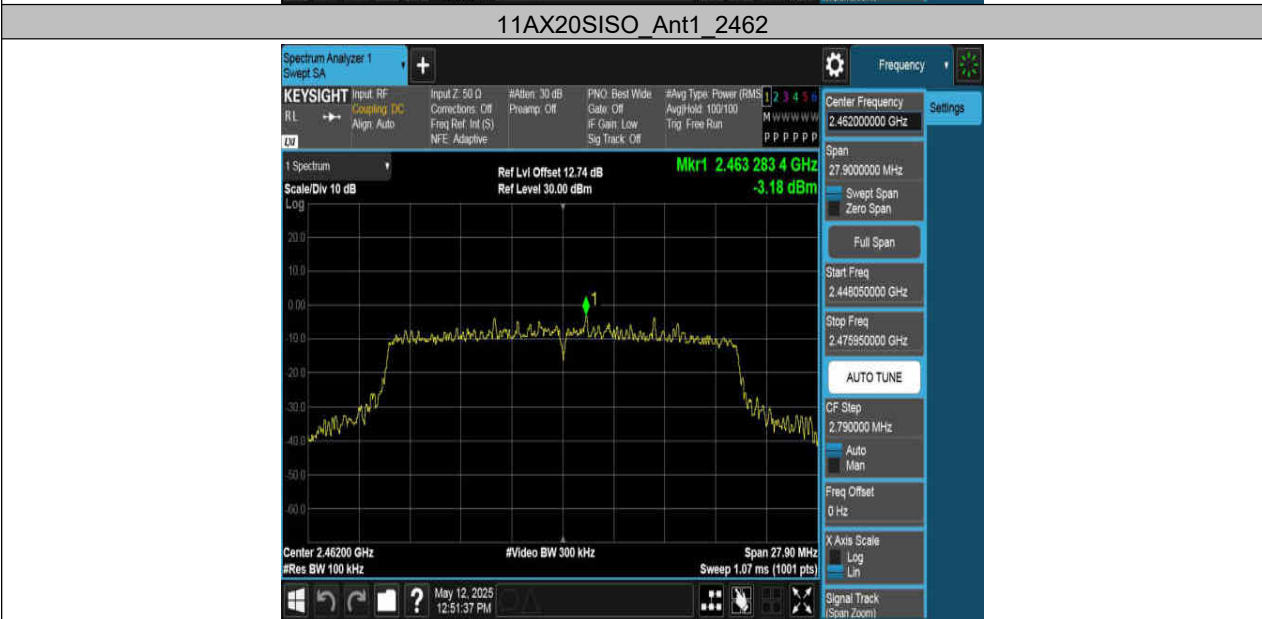 11AX20SISO_Ant1_2462
Spectrum Analyzer 1
Swept SA
+
Frequency
KEYSIGHT
RL
LXI
Input: RF
Coupling: DC
Align: Auto
Input Z: 50 Ω
Corrections: Off
Freq Ref: Int (S)
NFE: Adaptive
#Atten: 30 dB
Preamp: Off
PNO: Best Wide
Gate: Off
IF Gain: Low
Sig Track: Off
#Avg Type: Power (RMS
Avg|Hold: 100/100
Trig: Free Run
1 2 3 4 5 6
M W W W W W
P P P P P P
Center Frequency
2.462000000 GHz
Settings
1 Spectrum
Ref Lvl Offset 12.74 dB
Mkr1 2.463 283 4 GHz
Scale/Div 10 dB
Ref Level 30.00 dBm
-3.18 dBm
Log
20.0
10.0
0.00
-10.0
-20.0
-30.0
-40.0
-50.0
-60.0
1
Span
27.9000000 MHz
Swept Span
Zero Span
Full Span
Start Freq
2.448050000 GHz
Stop Freq
2.475950000 GHz
AUTO TUNE
CF Step
2.790000 MHz
Auto
Man
Freq Offset
0 Hz
X Axis Scale
Log
Lin
Signal Track
(Span Zoom)
Center 2.46200 GHz
#Video BW 300 kHz
Span 27.90 MHz
#Res BW 100 kHz
Sweep 1.07 ms (1001 pts)
?
May 12, 2025
12:51:37 PM